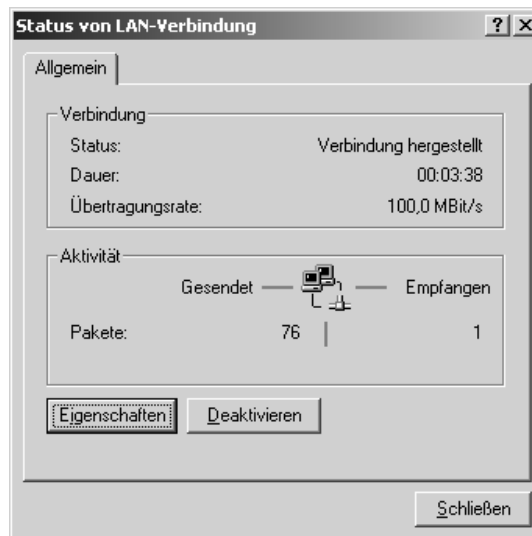 Status von LAN-Verbindung
Allgemein
Verbindung
Status: Verbindung hergestellt
Dauer: 00:03:38
Übertragungsrate: 100,0 MBit/s
Aktivität
Gesendet Empfangen
Pakete: 76 1
Eigenschaften Deaktivieren
Schließen